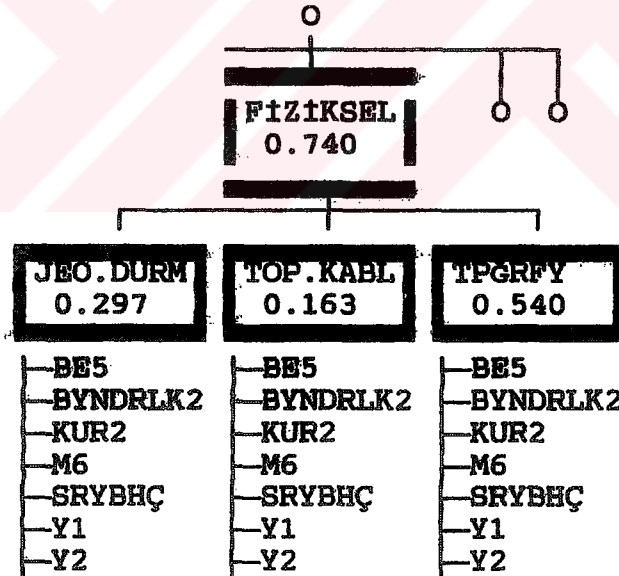 O
O O
FİZİKSEL
0.740
JEO.DURM TOP.KABL TPGRFY
0.297 0.163 0.540
BE5 BE5 BE5
BYNDRLK2 BYNDRLK2 BYNDRLK2
KUR2 KUR2 KUR2
M6 M6 M6
SRYBHÇ SRYBHÇ SRYBHÇ
Y1 Y1 Y1
Y2 Y2 Y2